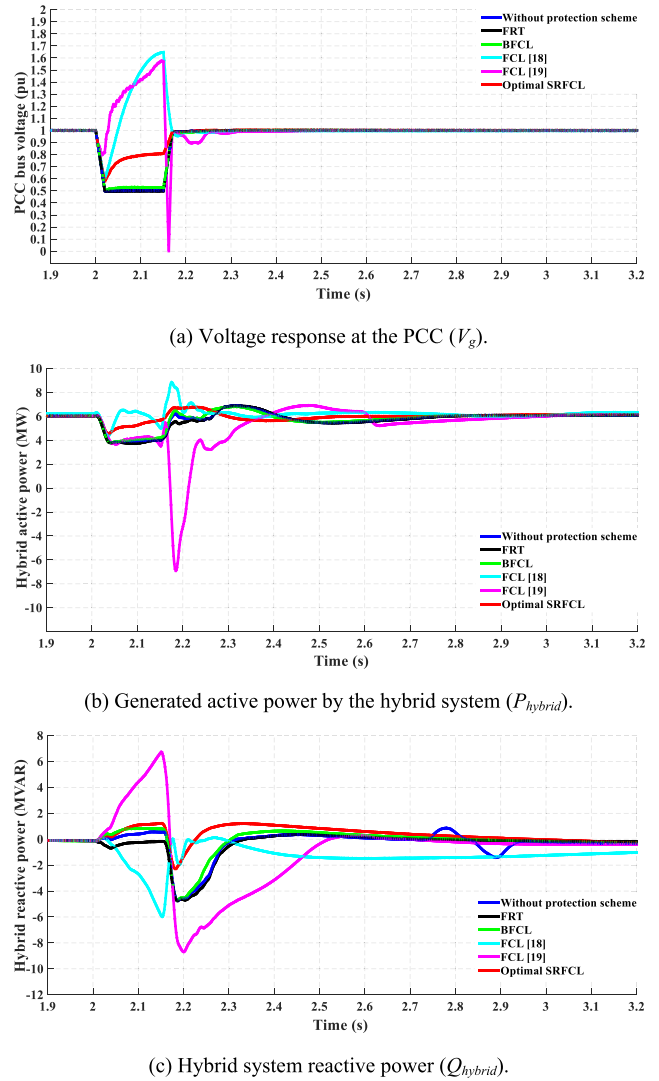 2
1.9
1.8
1.7
1.6
1.5
1.4
1.3
1.2
1.1
1
0.9
0.8
0.7
0.6
0.5
0.4
0.3
0.2
0.1
0
PCC bus voltage (pu)
Without protection scheme
FRT
BFCL
FCL [18]
FCL [19]
Optimal SRFCL
1.9 2 2.1 2.2 2.3 2.4 2.5 2.6 2.7 2.8 2.9 3 3.1 3.2
Time (s)
(a) Voltage response at the PCC (Vg).
10
8
6
4
2
0
-2
-4
-6
-8
-10
Hybrid active power (MW)
Without protection scheme
FRT
BFCL
FCL [18]
FCL [19]
Optimal SRFCL
1.9 2 2.1 2.2 2.3 2.4 2.5 2.6 2.7 2.8 2.9 3 3.1 3.2
Time (s)
(b) Generated active power by the hybrid system (Phybrid).
8
6
4
2
0
-2
-4
-6
-8
-10
-12
Hybrid reactive power (MVAR)
Without protection scheme
FRT
BFCL
FCL [18]
FCL [19]
Optimal SRFCL
1.9 2 2.1 2.2 2.3 2.4 2.5 2.6 2.7 2.8 2.9 3 3.1 3.2
Time (s)
(c) Hybrid system reactive power (Qhybrid).